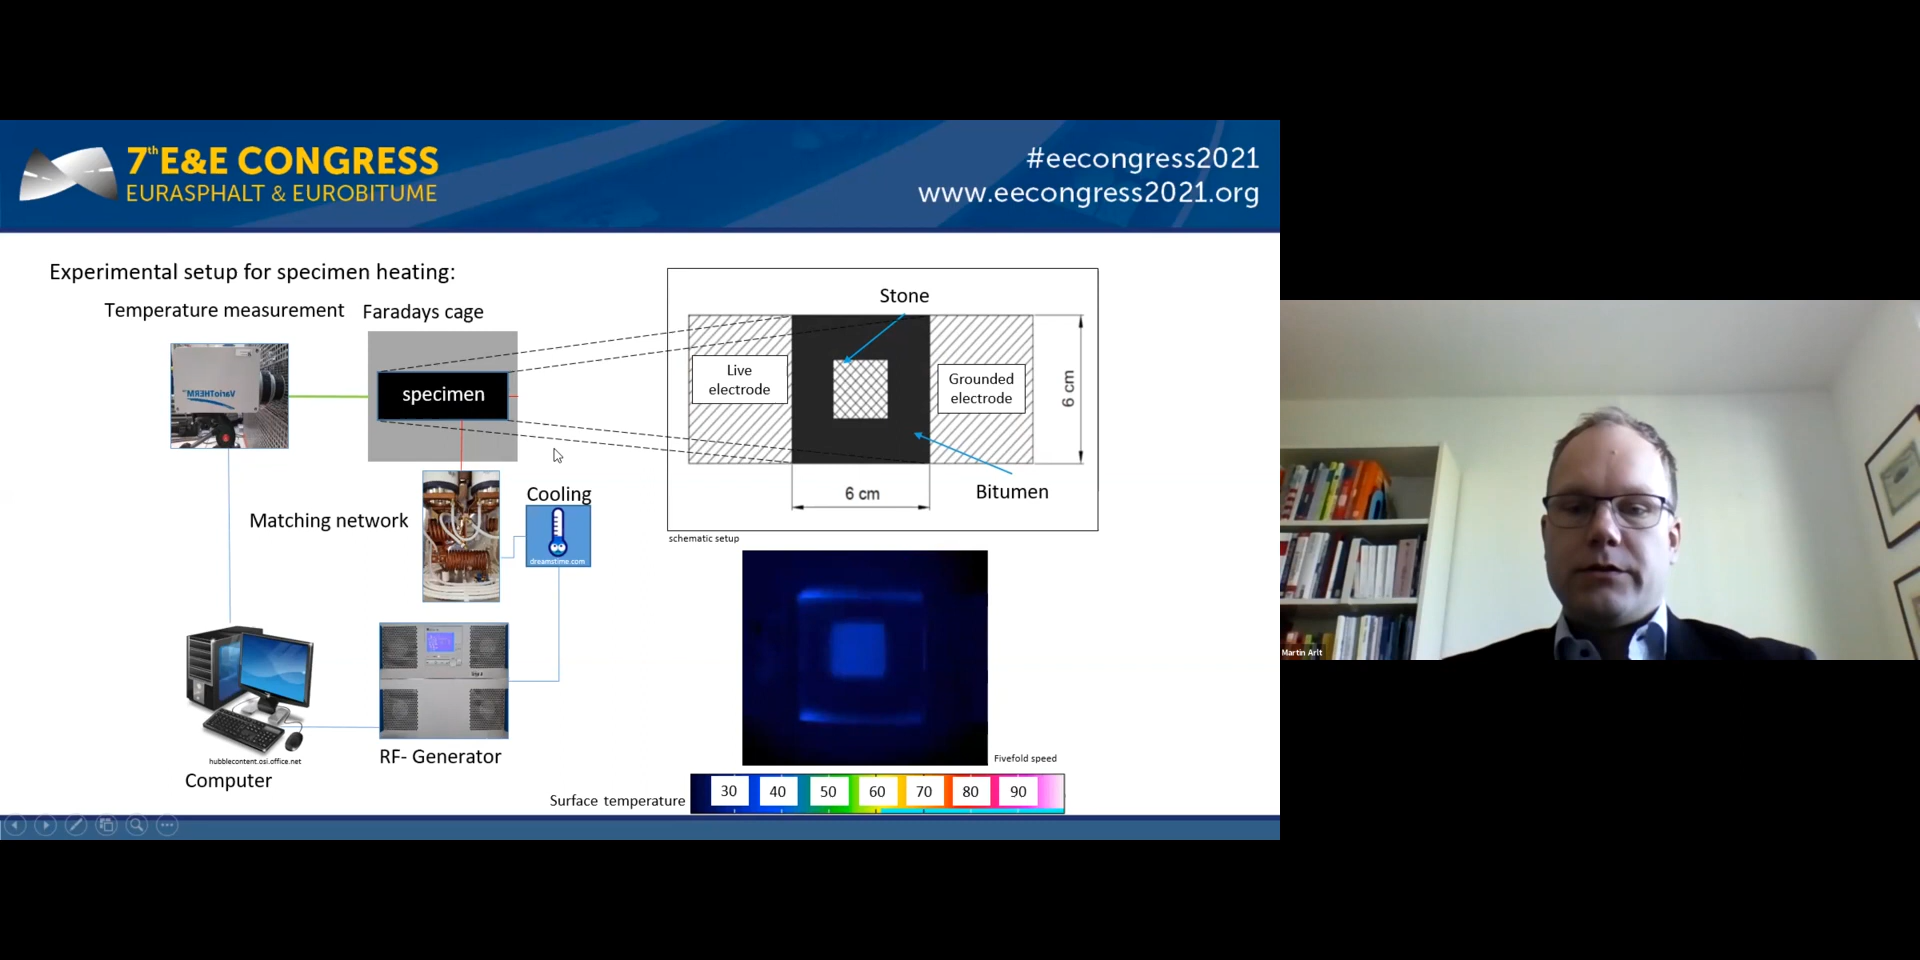 7th E&E CONGRESS
EURASPHALT & EUROBITUME
#eecongress2021
www.eecongress2021.org
Experimental setup for specimen heating:
Temperature measurement
Faradays cage
VarioTHERM™
specimen
Matching network
Cooling
dreamstime.com
hubblecontent.osi.office.net
Computer
RF- Generator
Stone
Live
electrode
Grounded
electrode
6 cm
6 cm
Bitumen
schematic setup
Fivefold speed
Surface temperature
30 40 50 60 70 80 90
Martin Arlt